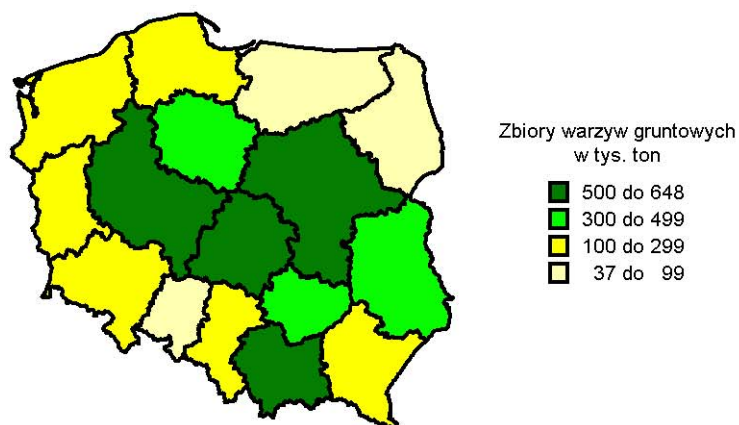 Zbiory warzyw gruntowych
w tys. ton
500 do 648
300 do 499
100 do 299
37 do 99